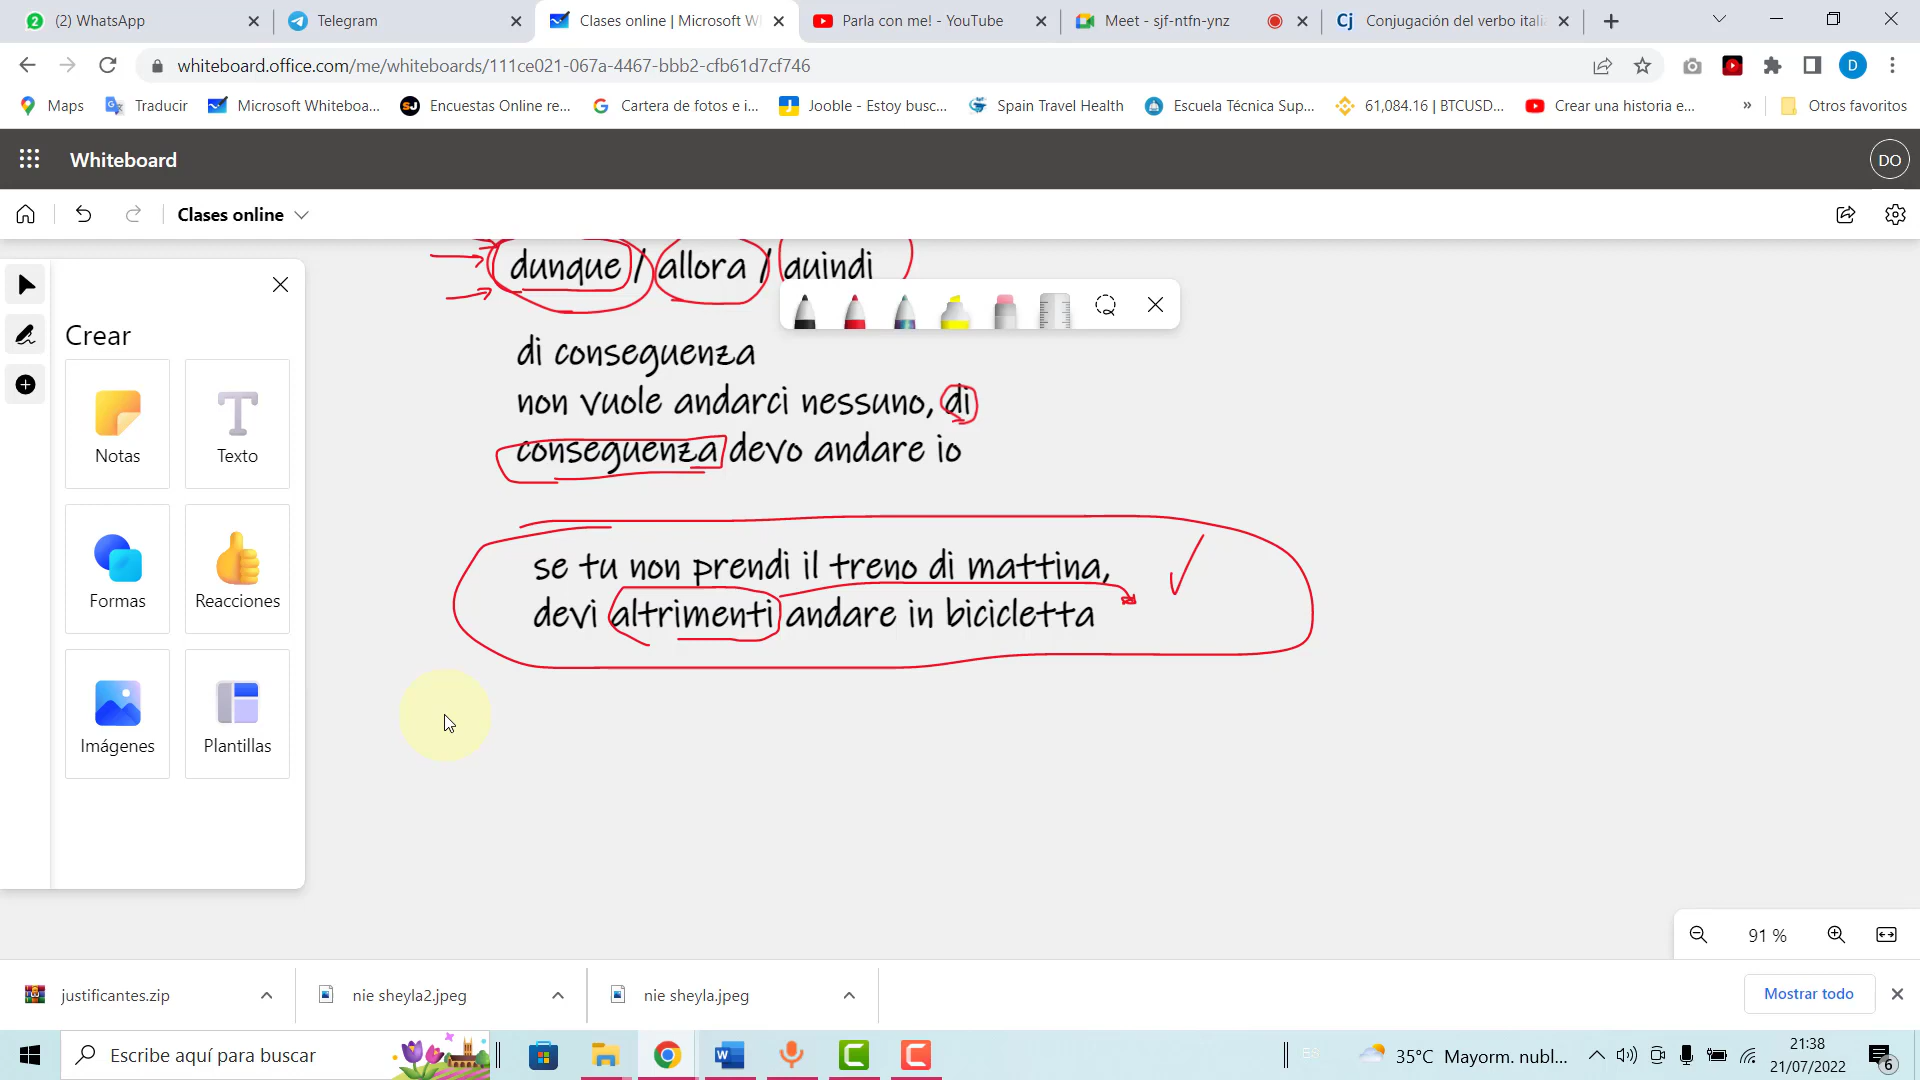 (2) WhatsApp
Telegram
Clases online | Microsoft W
Parla con me! - YouTube
Meet - sjf-ntfn-ynz
Cj Conjugación del verbo itali
whiteboard.office.com/me/whiteboards/111ce021-067a-4467-bbb2-cfb61d7cf746
D
Maps
Traducir
Microsoft Whiteboa...
SJ Encuestas Online re...
Cartera de fotos e i...
Jooble - Estoy busc...
Spain Travel Health
Escuela Técnica Sup...
61,084.16 | BTCUSD...
Crear una historia e...
»
Otros favoritos
Whiteboard
DO
Clases online
dunque / allora / quindi
di conseguenza
non vuole andarci nessuno, di
conseguenza devo andare io
se tu non prendi il treno di mattina,
devi altrimenti andare in bicicletta
Crear
Notas
Texto
Formas
Reacciones
Imágenes
Plantillas
91 %
justificantes.zip
nie sheyla2.jpeg
nie sheyla.jpeg
Mostrar todo
Escribe aquí para buscar
35°C Mayorm. nubl...
21:38
21/07/2022
6